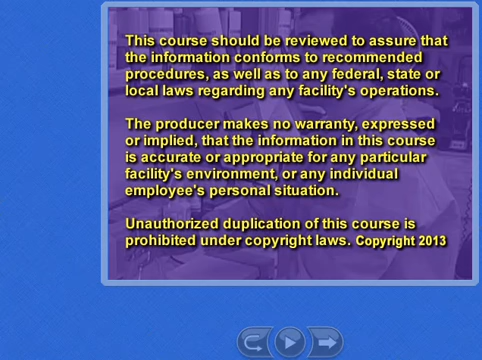 This course should be reviewed to assure that
the information conforms to recommended
procedures, as well as to any federal, state or
local laws regarding any facility's operations.
The producer makes no warranty, expressed
or implied, that the information in this course
is accurate or appropriate for any particular
facility's environment, or any individual
employee's personal situation.
Unauthorized duplication of this course is
prohibited under copyright laws. Copyright 2013